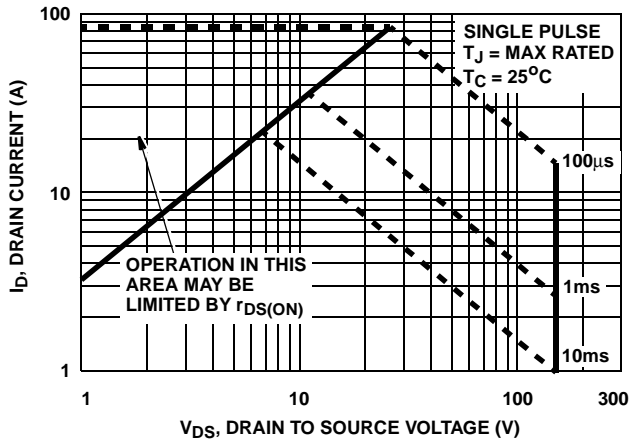 100
10
1
I_D, DRAIN CURRENT (A)
SINGLE PULSE
T_J = MAX RATED
T_C = 25°C
100μs
1ms
10ms
OPERATION IN THIS
AREA MAY BE
LIMITED BY r_DS(ON)
1
10
100
300
V_DS, DRAIN TO SOURCE VOLTAGE (V)